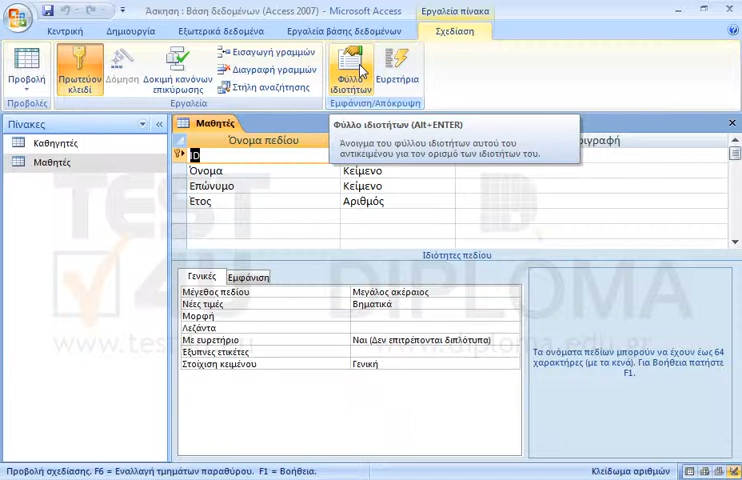 Άσκηση : Βάση δεδομένων (Access 2007) - Microsoft Access
Εργαλεία πίνακα
Κεντρική
Δημιουργία
Εξωτερικά δεδομένα
Εργαλεία βάσης δεδομένων
Σχεδίαση
Προβολή
Πρωτεύον κλειδί
Δόμηση
Δοκιμή κανόνων επικύρωσης
Εισαγωγή γραμμών
Διαγραφή γραμμών
Στήλη αναζήτησης
Φύλλο ιδιοτήτων
Ευρετήρια
Προβολές
Εργαλεία
Εμφάνιση/Απόκρυψη
Πίνακες
Καθηγητές
Μαθητές
Μαθητές
Όνομα πεδίου
ριγραφή
Φύλλο ιδιοτήτων (Alt+ENTER)
Άνοιγμα του φύλλου ιδιοτήτων αυτού του
αντικειμένου για τον ορισμό των ιδιοτήτων του.
ID
Όνομα Κείμενο
Επώνυμο Κείμενο
Έτος Αριθμός
Ιδιότητες πεδίου
Γενικές Εμφάνιση
Μέγεθος πεδίου Μεγάλος ακέραιος
Νέες τιμές Βηματικά
Μορφή
Λεζάντα
Με ευρετήριο Ναι (Δεν επιτρέπονται διπλότυπα)
Έξυπνες ετικέτες
Στοίχιση κειμένου Γενική
Τα ονόματα πεδίων μπορούν να έχουν έως 64
χαρακτήρες (με τα κενά). Για Βοήθεια πατήστε
F1.
TEST
4U
DIPLOMA
Προβολή σχεδίασης. F6 = Εναλλαγή τμημάτων παραθύρου. F1 = Βοήθεια.
Κλείδωμα αριθμών